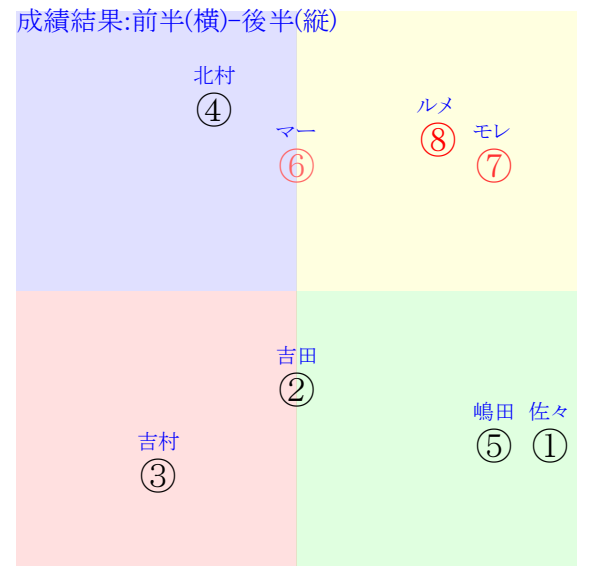 成績結果:前半(横)-後半(縦)
北村
④
ルメ
⑧
マー
⑥
モレ
⑦
吉田
②
嶋田
⑤
佐々
①
吉村
③